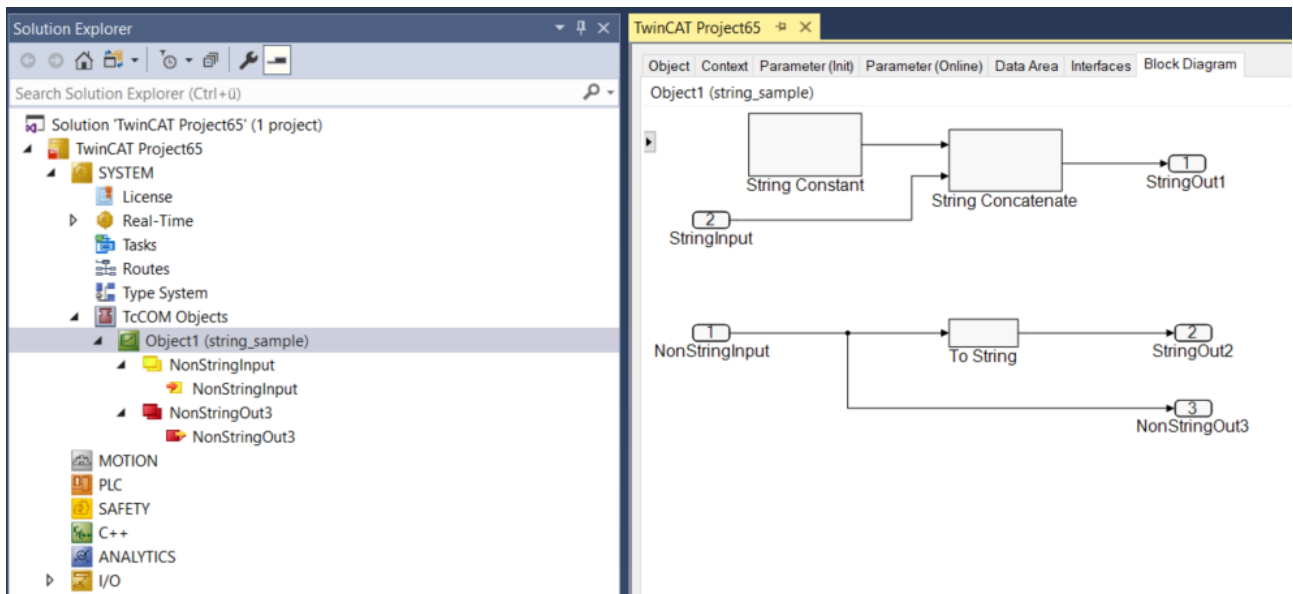 Solution Explorer
Search Solution Explorer (Ctrl+ü)
Solution 'TwinCAT Project65' (1 project)
TwinCAT Project65
SYSTEM
License
Real-Time
Tasks
Routes
Type System
TcCOM Objects
Object1 (string_sample)
NonStringInput
NonStringInput
NonStringOut3
NonStringOut3
MOTION
PLC
SAFETY
C++
ANALYTICS
I/O
TwinCAT Project65
Object Context Parameter (Init) Parameter (Online) Data Area Interfaces Block Diagram
Object1 (string_sample)
String Constant
String Concatenate
1
StringOut1
2
StringInput
1
NonStringInput
To String
2
StringOut2
3
NonStringOut3